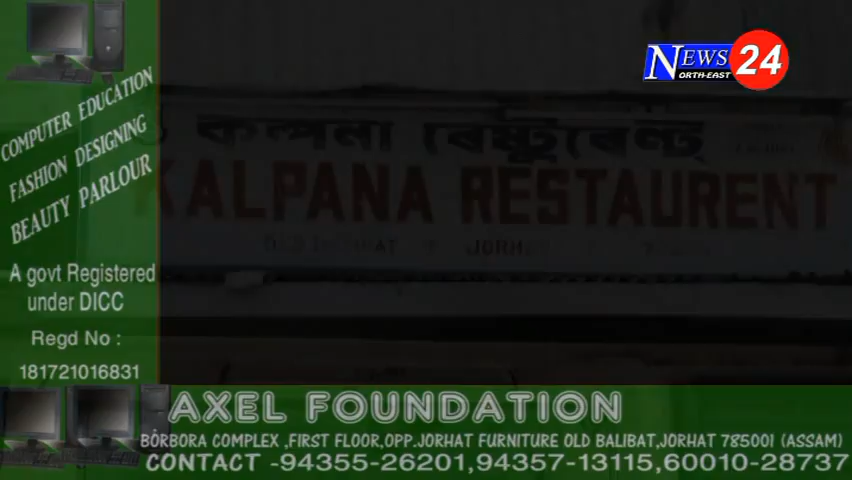 NEWS 24
NORTH-EAST
COMPUTER EDUCATION
FASHION DESIGNING
BEAUTY PARLOUR
A govt Registered
under DICC
Regd No :
181721016831
কল্পনা ৰেষ্টুৰেন্ট
KALPANA RESTAURENT
AXEL FOUNDATION
BORBORA COMPLEX ,FIRST FLOOR,OPP.JORHAT FURNITURE OLD BALIBAT,JORHAT 785001 (ASSAM)
CONTACT -94355-26201,94357-13115,60010-28737